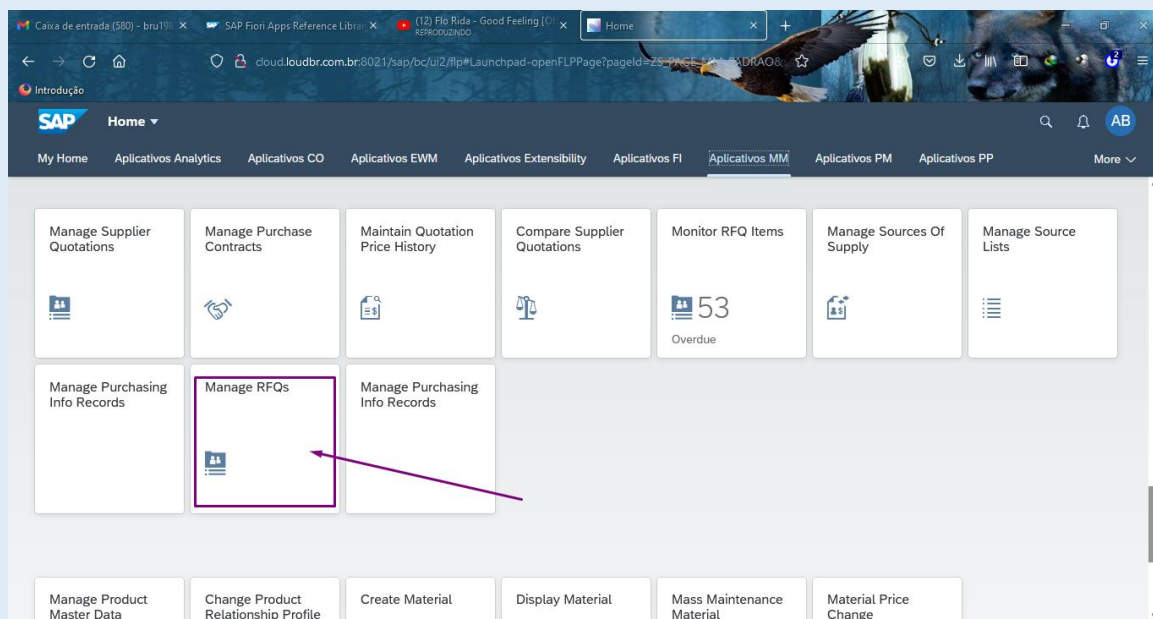 Caixa de entrada (580) - bru198
SAP Fiori Apps Reference Librar
(12) Flo Rida - Good Feeling [O
REPRODUZINDO
Home
cloud.loudbr.com.br:8021/sap/bc/ui2/flp#Launchpad-openFLPPage?pageId=ZS_PAGE_MM_PADRAO&
2
Introdução
SAP
Home
AB
My Home
Aplicativos Analytics
Aplicativos CO
Aplicativos EWM
Aplicativos Extensibility
Aplicativos FI
Aplicativos MM
Aplicativos PM
Aplicativos PP
More
Manage Supplier
Quotations
Manage Purchase
Contracts
Maintain Quotation
Price History
Compare Supplier
Quotations
Monitor RFQ Items
53
Overdue
Manage Sources Of
Supply
Manage Source
Lists
Manage Purchasing
Info Records
Manage RFQs
Manage Purchasing
Info Records
Manage Product
Master Data
Change Product
Relationship Profile
Create Material
Display Material
Mass Maintenance
Material
Material Price
Change